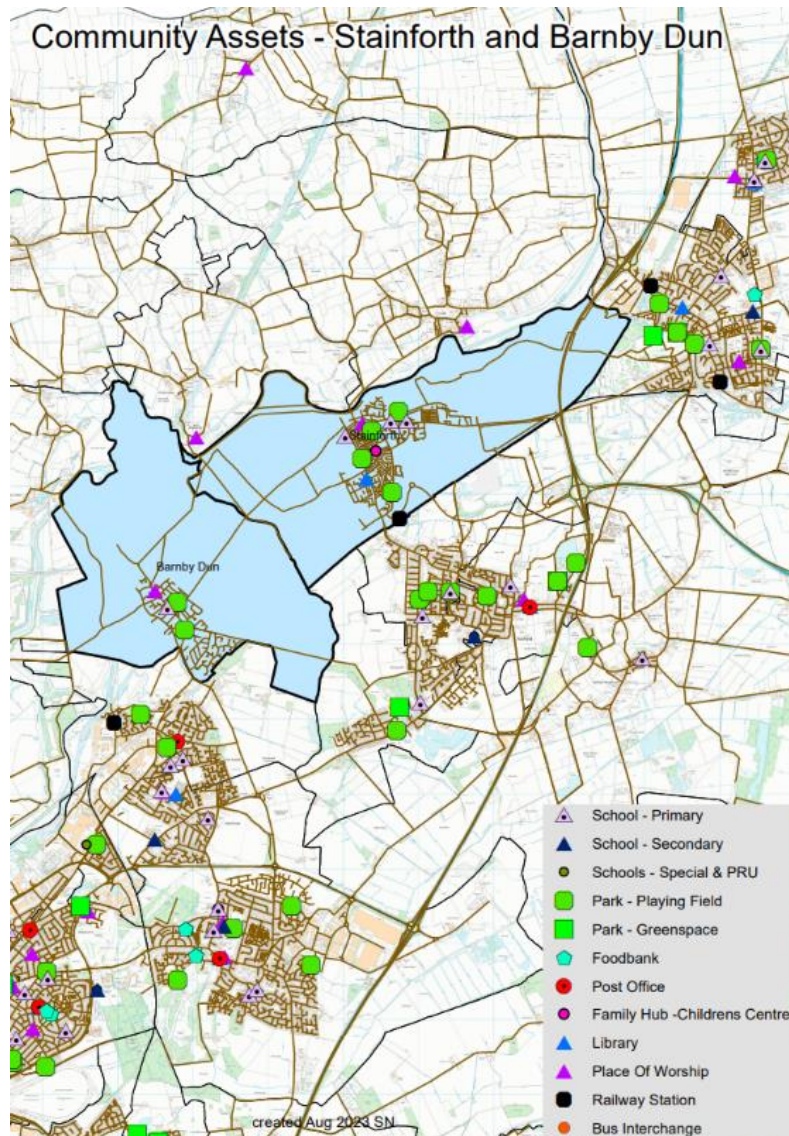 Community Assets - Stainforth and Barnby Dun
Stainforth
Barnby Dun
School - Primary
School - Secondary
Schools - Special & PRU
Park - Playing Field
Park - Greenspace
Foodbank
Post Office
Family Hub -Childrens Centre
Library
Place Of Worship
Railway Station
Bus Interchange
created Aug 2023 SN